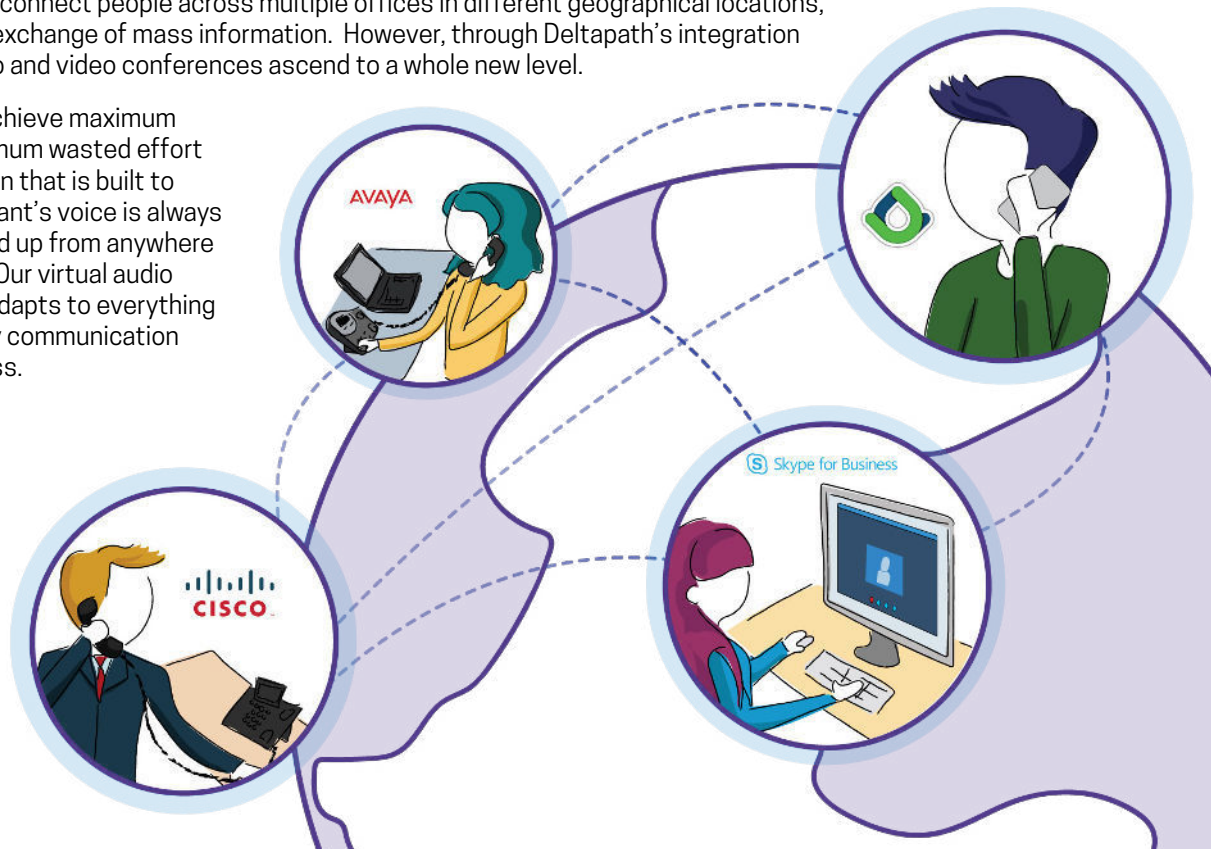 connect people across multiple offices in different geographical locations,
exchange of mass information. However, through Deltapath's integration
and video conferences ascend to a whole new level.
chieve maximum
num wasted effort
n that is built to
ant's voice is always
d up from anywhere
Our virtual audio
dapts to everything
communication
ss.
AVAYA
Skype for Business
CISCO